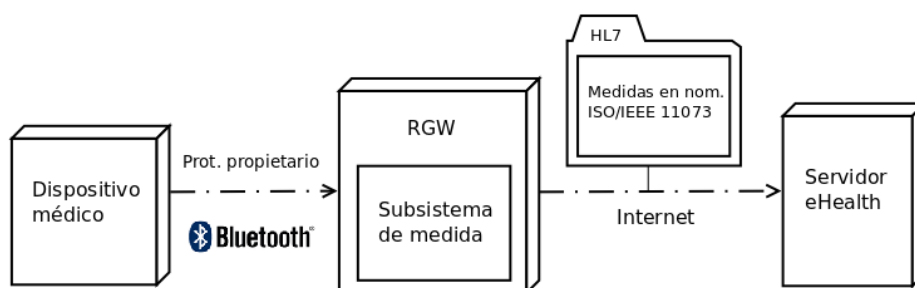 Dispositivo
médico
Prot. propietario
Bluetooth
RGW
Subsistema
de medida
HL7
Medidas en nom.
ISO/IEEE 11073
Internet
Servidor
eHealth